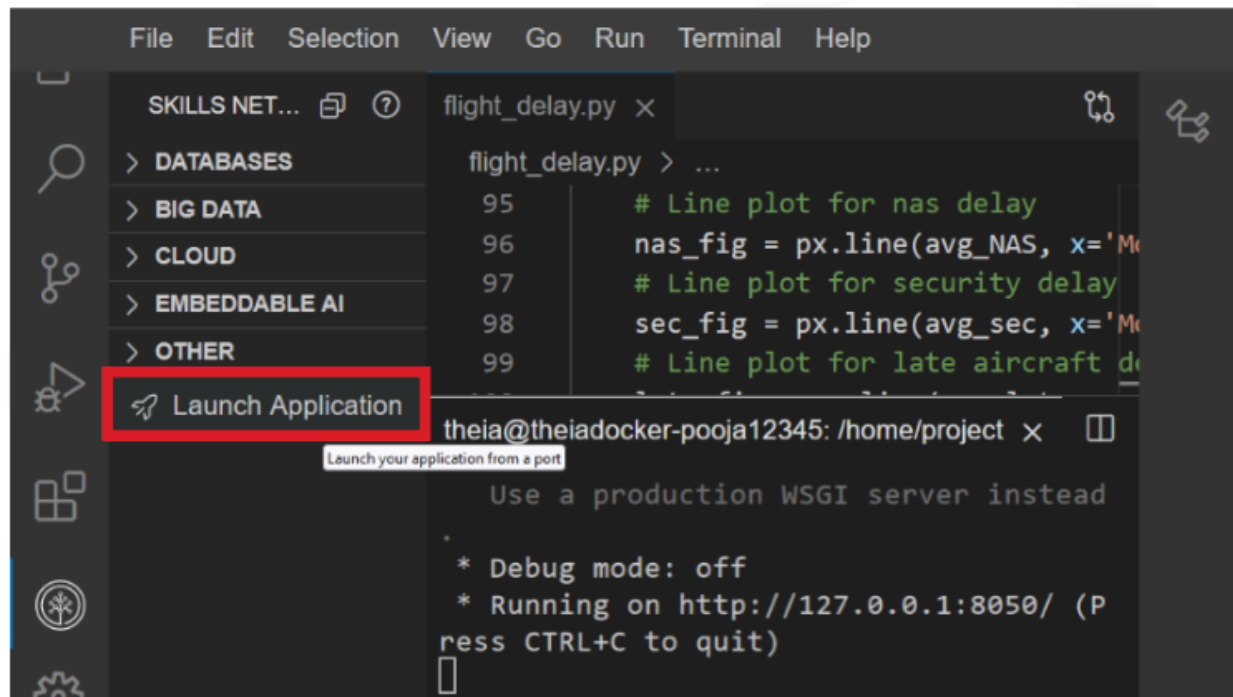 File Edit Selection View Go Run Terminal Help
SKILLS NET...
DATABASES
BIG DATA
CLOUD
EMBEDDABLE AI
OTHER
Launch Application
Launch your application from a port
flight_delay.py
flight_delay.py > ...
95 # Line plot for nas delay
96 nas_fig = px.line(avg_NAS, x='Mo
97 # Line plot for security delay
98 sec_fig = px.line(avg_sec, x='Mo
99 # Line plot for late aircraft de
theia@theiadocker-pooja12345: /home/project
Use a production WSGI server instead
.
* Debug mode: off
* Running on http://127.0.0.1:8050/ (P
ress CTRL+C to quit)